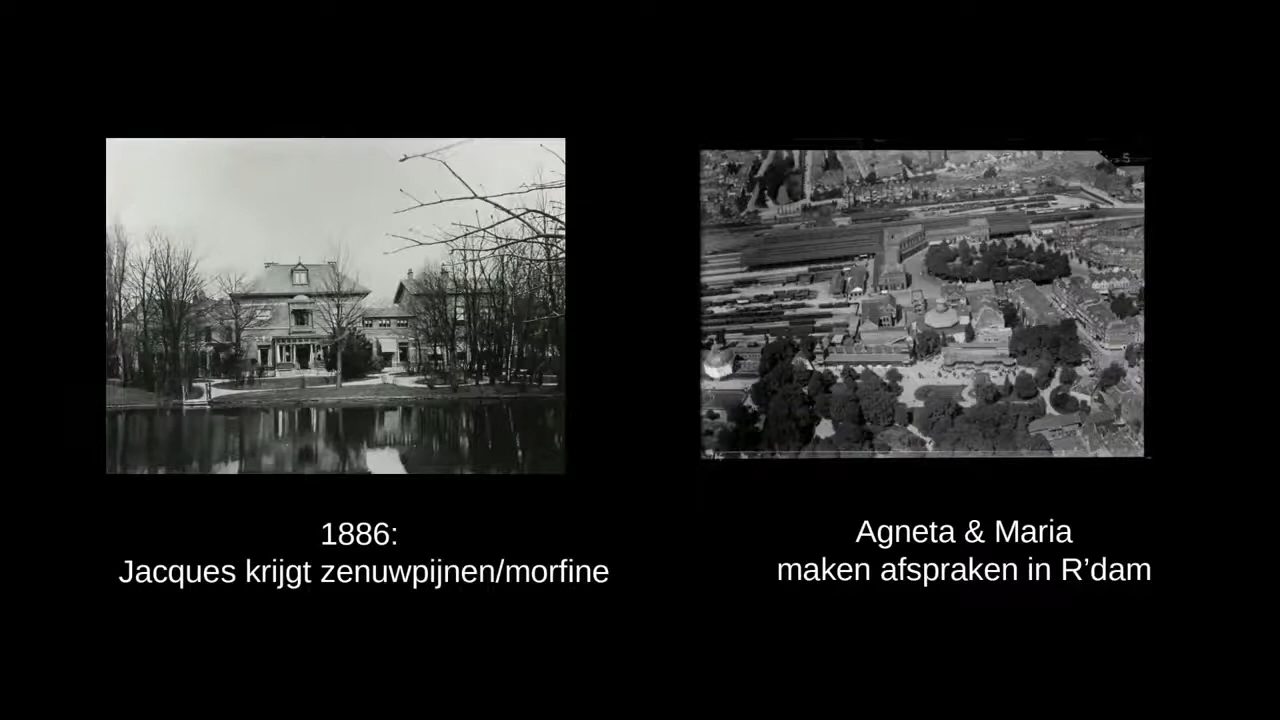 1886:
Jacques krijgt zenuwpijnen/morfine
Agneta & Maria
maken afspraken in R’dam